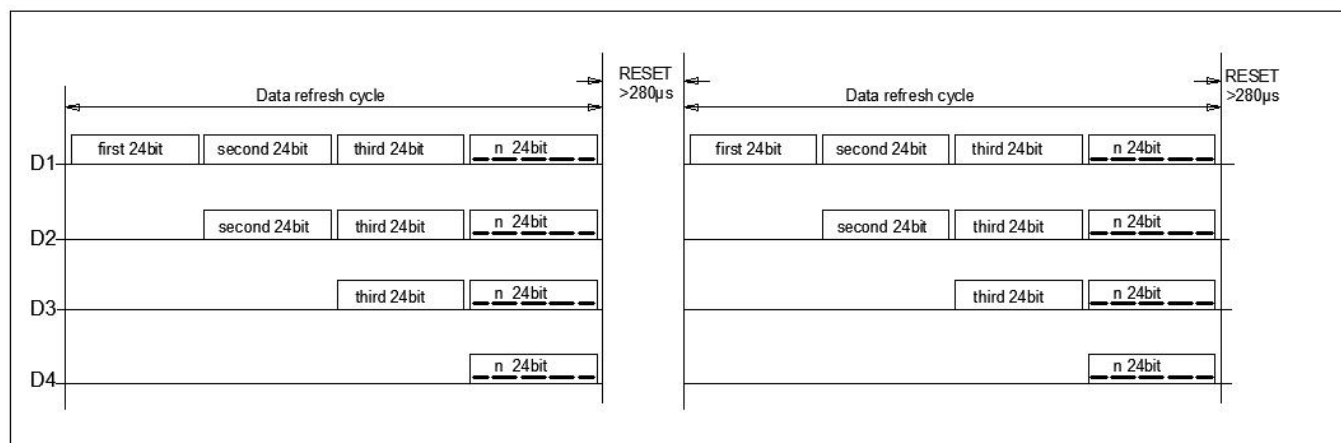 RESET
>280μs
RESET
>280μs
Data refresh cycle
Data refresh cycle
D1
first 24bit
second 24bit
third 24bit
n 24bit
first 24bit
second 24bit
third 24bit
n 24bit
D2
second 24bit
third 24bit
n 24bit
second 24bit
third 24bit
n 24bit
D3
third 24bit
n 24bit
third 24bit
n 24bit
D4
n 24bit
n 24bit